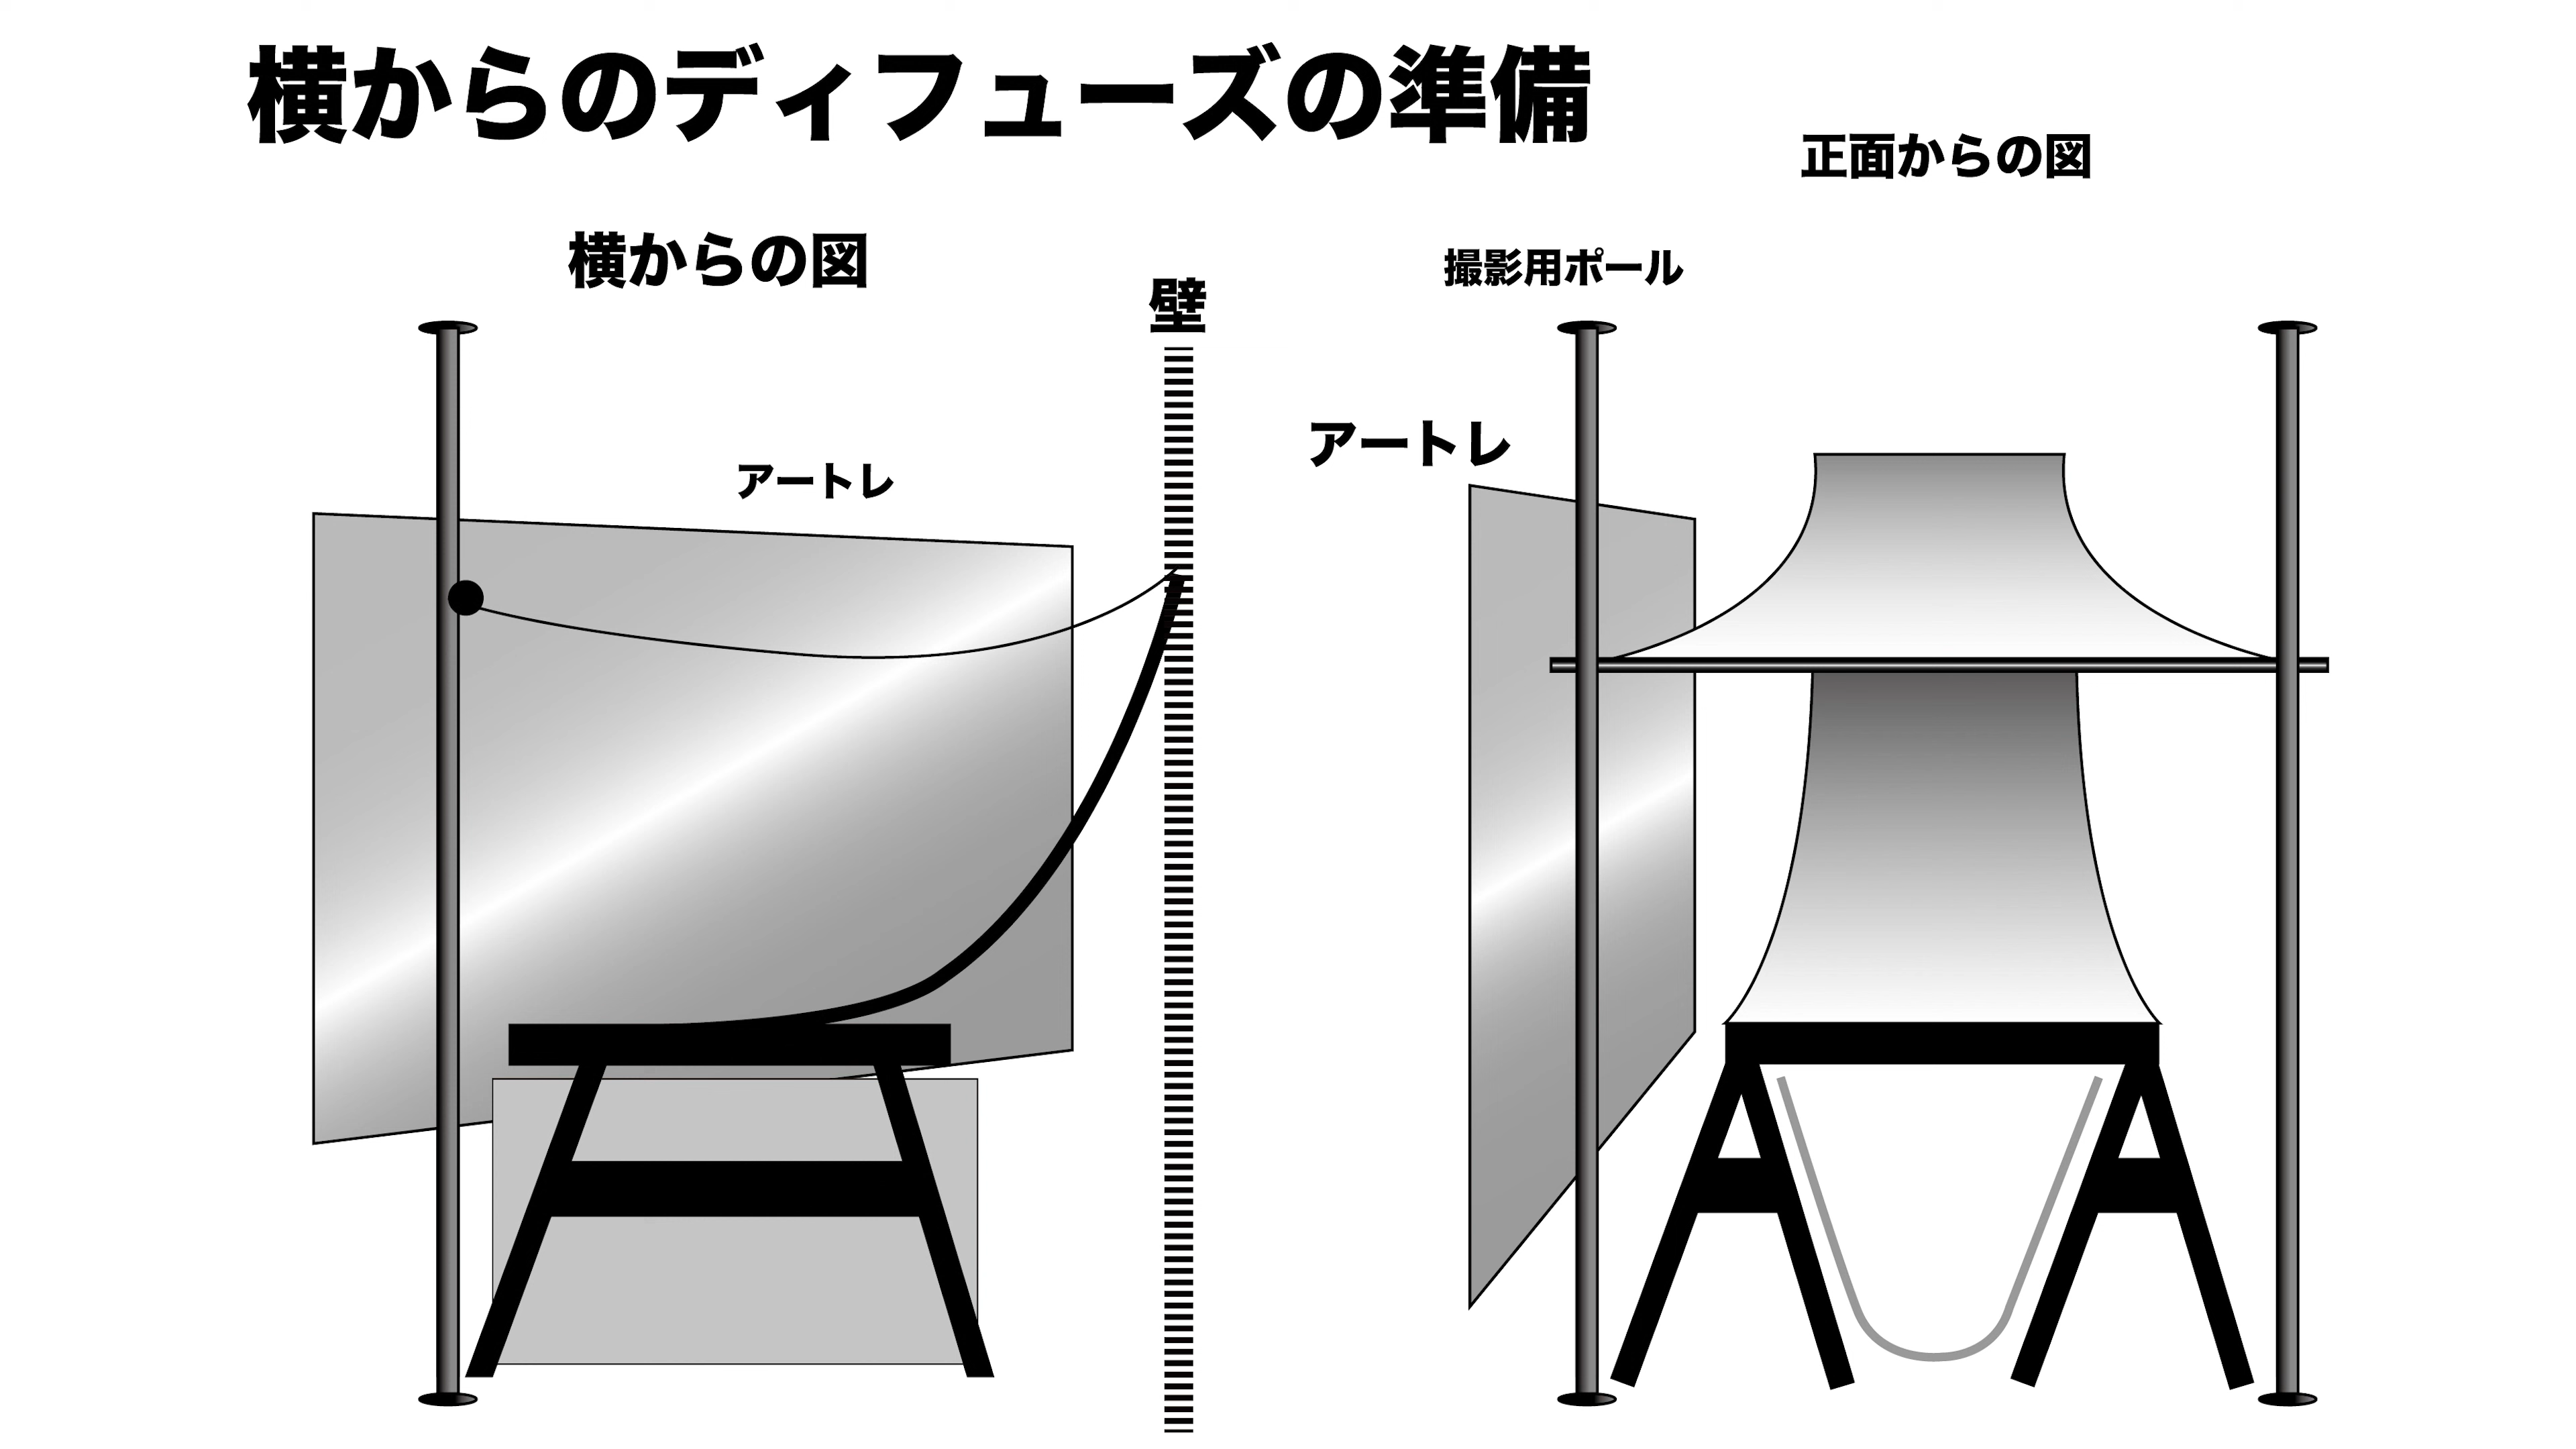 横からのディフューズの準備
正面からの図
横からの図
撮影用ポール
壁
アートレ
アートレ